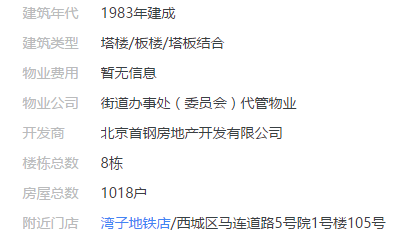 建筑年代 1983年建成
建筑类型 塔楼/板楼/塔板结合
物业费用 暂无信息
物业公司 街道办事处（委员会）代管物业
开发商 北京首钢房地产开发有限公司
楼栋总数 8栋
房屋总数 1018户
附近门店 湾子地铁店/西城区马连道路5号院1号楼105号